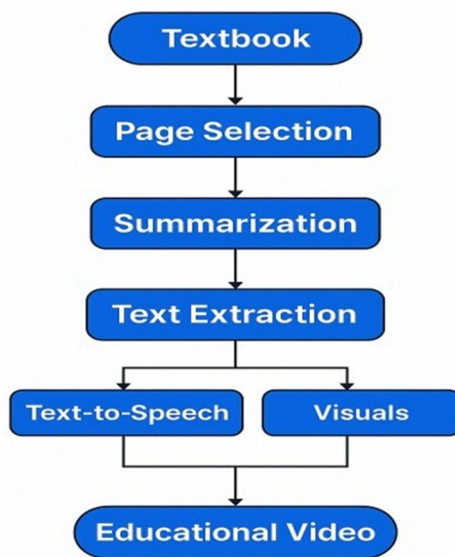 Textbook
Page Selection
Summarization
Text Extraction
Text-to-Speech
Visuals
Educational Video